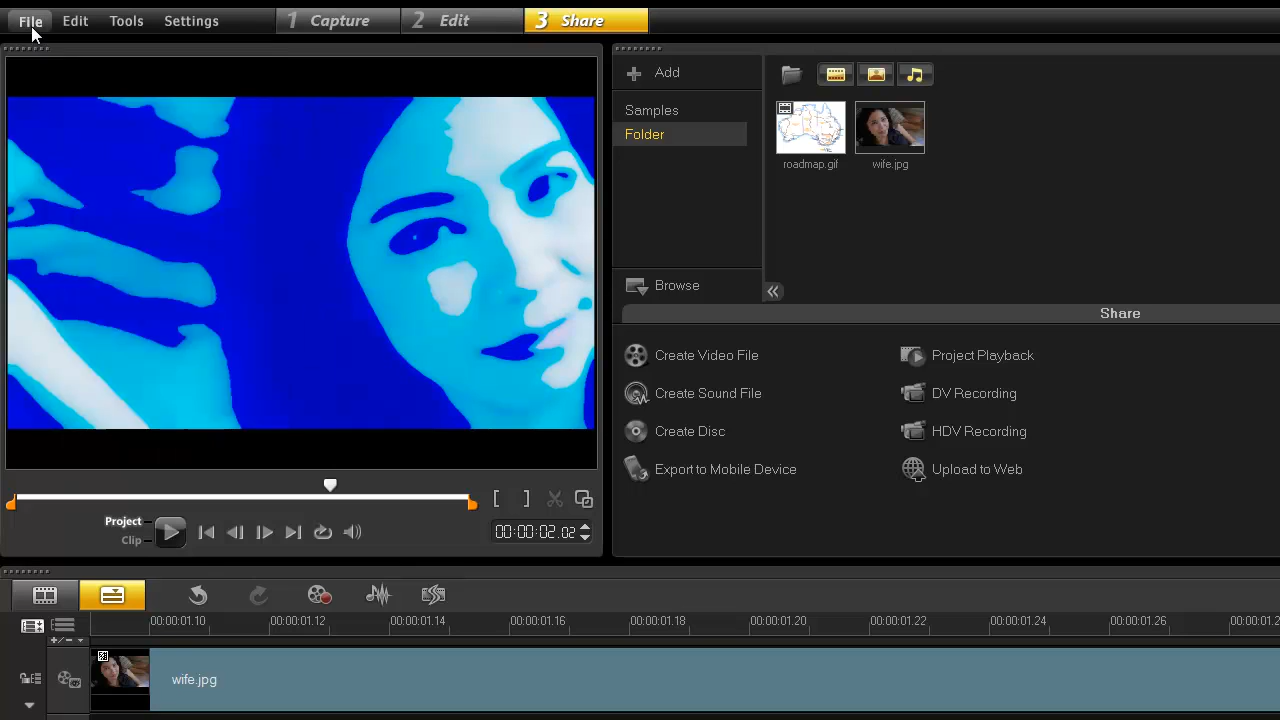 File Edit Tools Settings 1 Capture 2 Edit 3 Share
Add
Samples
Folder
roadmap.gif wife.jpg
Browse
Share
Create Video File Project Playback
Create Sound File DV Recording
Create Disc HDV Recording
Export to Mobile Device Upload to Web
[ ]
Project
Clip
00:00:02.02
00:00:01.10 00:00:01.12 00:00:01.14 00:00:01.16 00:00:01.18 00:00:01.20 00:00:01.22 00:00:01.24 00:00:01.26 00:00:01.2
+/−
wife.jpg